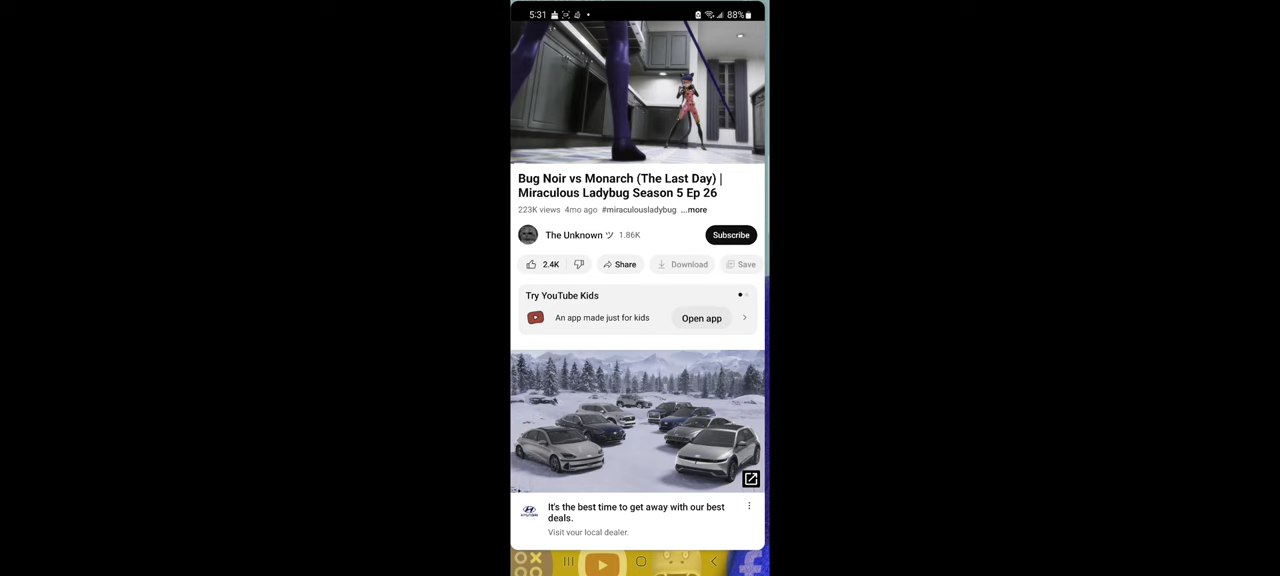 5:31
88%
Bug Noir vs Monarch (The Last Day) |
Miraculous Ladybug Season 5 Ep 26
223K views 4mo ago #miraculousladybug ...more
The Unknown ツ 1.86K
Subscribe
2.4K
Share
Download
Save
Try YouTube Kids
An app made just for kids
Open app
HYUNDAI
It's the best time to get away with our best
deals.
Visit your local dealer.